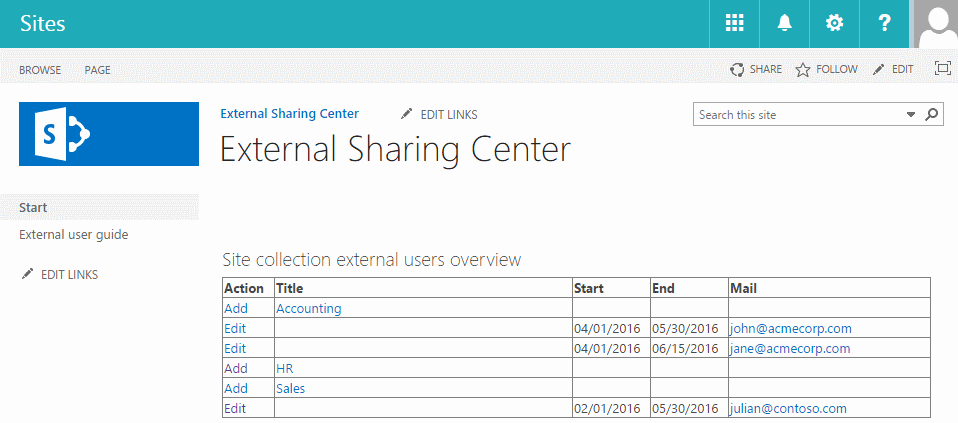 Sites
?
BROWSE PAGE SHARE FOLLOW EDIT
S
External Sharing Center EDIT LINKS Search this site
External Sharing Center
Start
External user guide
EDIT LINKS
Site collection external users overview
Action Title Start End Mail
Add Accounting
Edit 04/01/2016 05/30/2016 john@acmecorp.com
Edit 04/01/2016 06/15/2016 jane@acmecorp.com
Add HR
Add Sales
Edit 02/01/2016 05/30/2016 julian@contoso.com